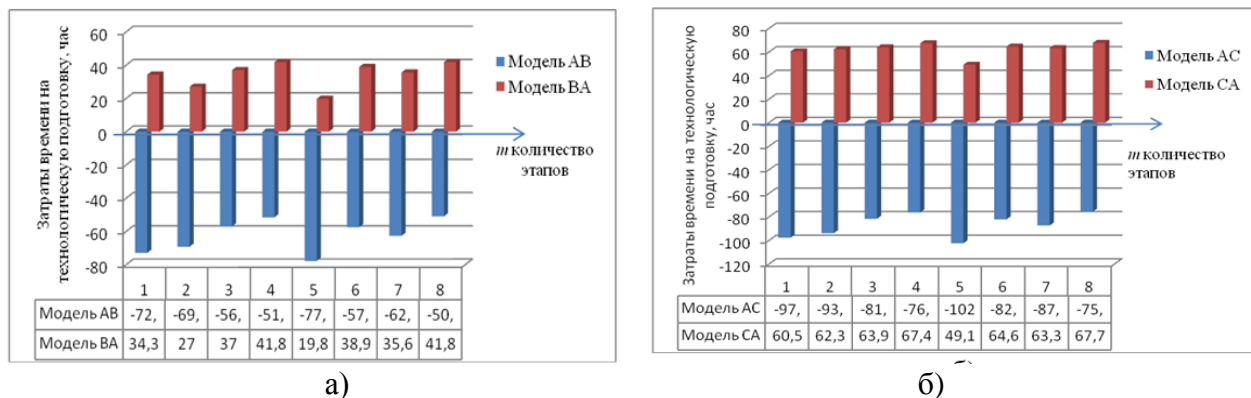 Затраты времени на
технологическую подготовку, час
60
40
20
0
-20
-40
-60
-80
Модель АВ
Модель ВА
m количество
этапов
1 2 3 4 5 6 7 8
Модель АВ -72, -69, -56, -51, -77, -57, -62, -50,
Модель ВА 34,3 27 37 41,8 19,8 38,9 35,6 41,8
а)
Затраты времени на технологическую
подготовку, час
80
60
40
20
0
-20
-40
-60
-80
-100
-120
Модель АС
Модель СА
m количество
этапов
1 2 3 4 5 6 7 8
Модель АС -97, -93, -81, -76, -102 -82, -87, -75,
Модель СА 60,5 62,3 63,9 67,4 49,1 64,6 63,3 67,7
б)